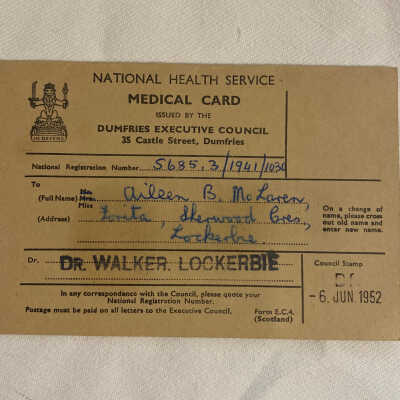 NATIONAL HEALTH SERVICE
MEDICAL CARD
ISSUED BY THE
DUMFRIES EXECUTIVE COUNCIL
35 Castle Street, Dumfries
IN DEFENS
National Registration Number S685.3/1941/1030
To Mr.
(Full Name) Mrs. Aileen B. McLaren,
Miss
(Address) Sherwood Cres,
Lockerbie.
On a change of
name, please cross
out old name and
enter new name.
Dr. DR. WALKER. LOCKERBIE
Council Stamp
- 6. JUN 1952
In any correspondence with the Council, please quote your
National Registration Number.
Postage must be paid on all letters to the Executive Council.
Form E.C.4.
(Scotland)